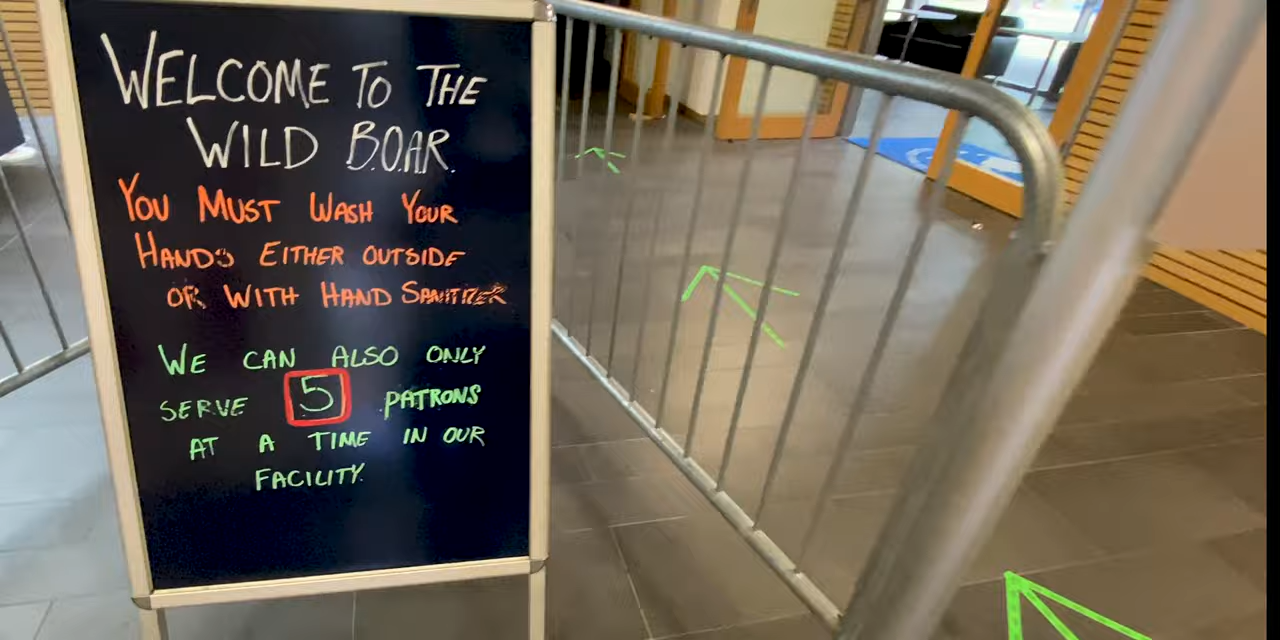 WELCOME TO THE
WILD B.O.A.R.
YOU MUST WASH YOUR
HANDS EITHER OUTSIDE
OR WITH HAND SANITIZER
WE CAN ALSO ONLY
SERVE 5 PATRONS
AT A TIME IN OUR
FACILITY.